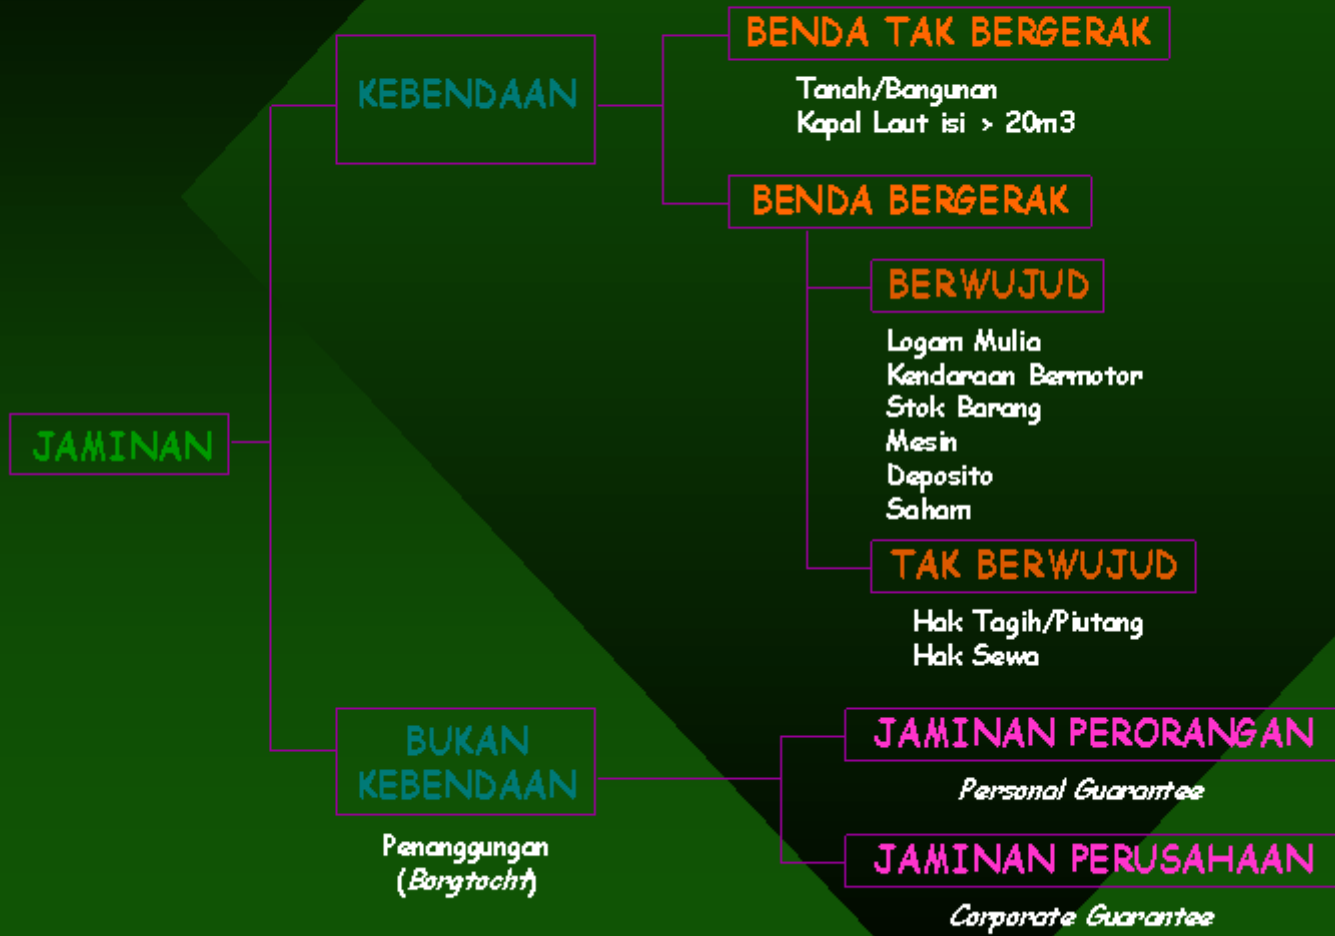 BENDA TAK BERGERAK
KEBENDAAN
Tanah/Bangunan
Kapal Laut isi > 20m3
BENDA BERGERAK
BERWUJUD
Logam Mulia
Kendaraan Bermotor
Stok Barang
Mesin
Deposito
Saham
JAMINAN
TAK BERWUJUD
Hak Tagih/Piutang
Hak Sewa
BUKAN
KEBENDAAN
Penanggungan
(Borgtocht)
JAMINAN PERORANGAN
Personal Guarantee
JAMINAN PERUSAHAAN
Corporate Guarantee